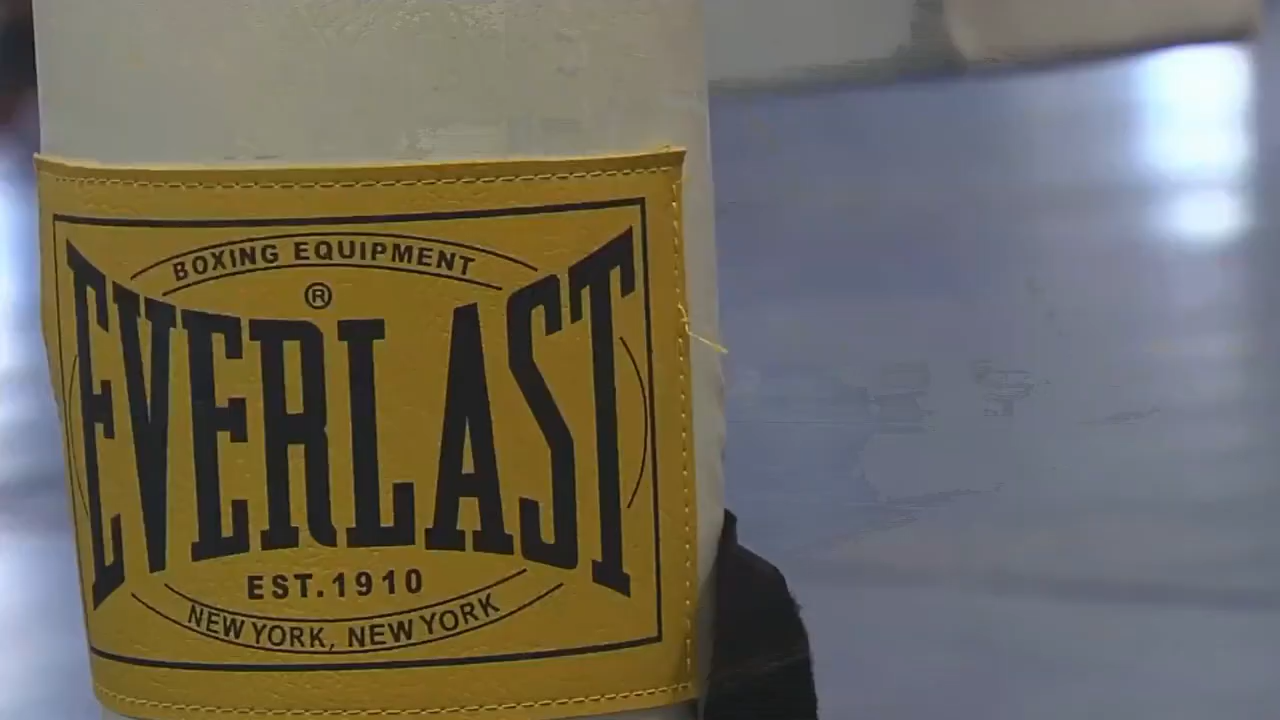 BOXING EQUIPMENT
®
EVERLAST
EST.1910
NEW YORK, NEW YORK